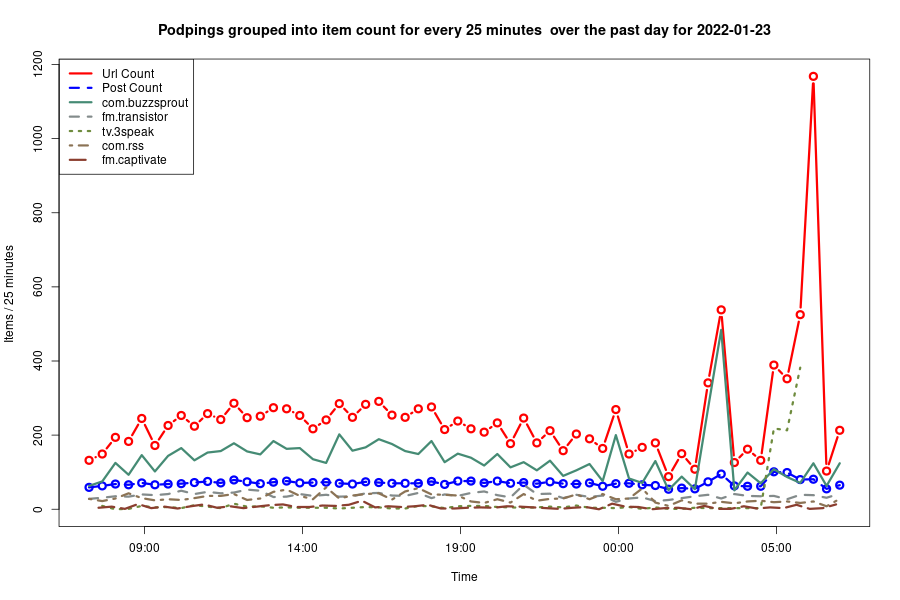 Podpings grouped into item count for every 25 minutes  over the past day for 2022-01-23
Url Count
Post Count
com.buzzsprout
fm.transistor
tv.3speak
com.rss
fm.captivate
Items / 25 minutes
1200
1000
800
600
400
200
0
09:00
14:00
19:00
00:00
05:00
Time